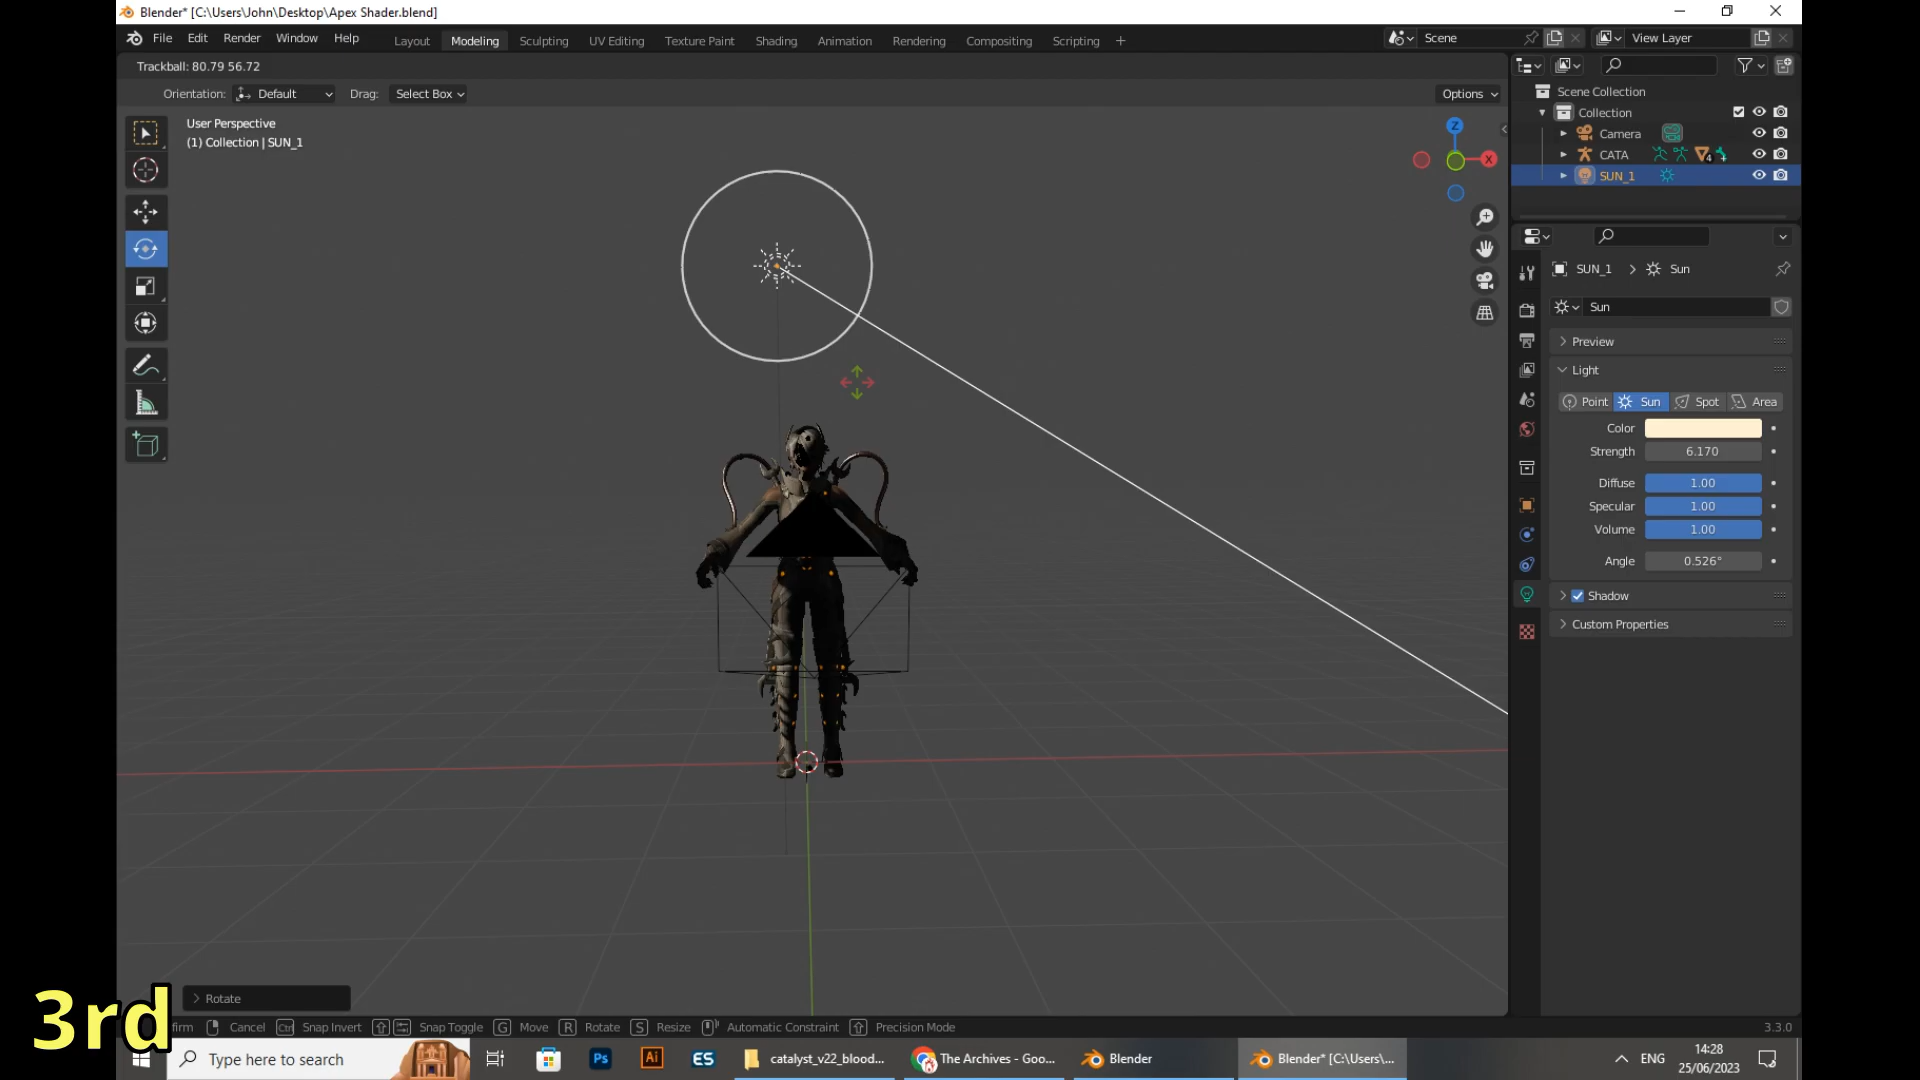 Blender* [C:\Users\John\Desktop\Apex Shader.blend]
File Edit Render Window Help Layout Modeling Sculpting UV Editing Texture Paint Shading Animation Rendering Compositing Scripting + Scene View Layer
Trackball: 80.79 56.72
Orientation: Default Drag: Select Box Options
User Perspective
(1) Collection | SUN_1
Z
X
Scene Collection
Collection
Camera
CATA 4
SUN_1
SUN_1 > Sun
Sun
Preview
Light
Point Sun Spot Area
Color
Strength 6.170
Diffuse 1.00
Specular 1.00
Volume 1.00
Angle 0.526°
Shadow
Custom Properties
Rotate
3rd
firm Cancel Ctrl Snap Invert Snap Toggle G Move R Rotate S Resize Automatic Constraint Precision Mode 3.3.0
Type here to search Ps Ai ES catalyst_v22_blood... The Archives - Goo... Blender Blender* [C:\Users\... ENG 14:28
25/06/2023